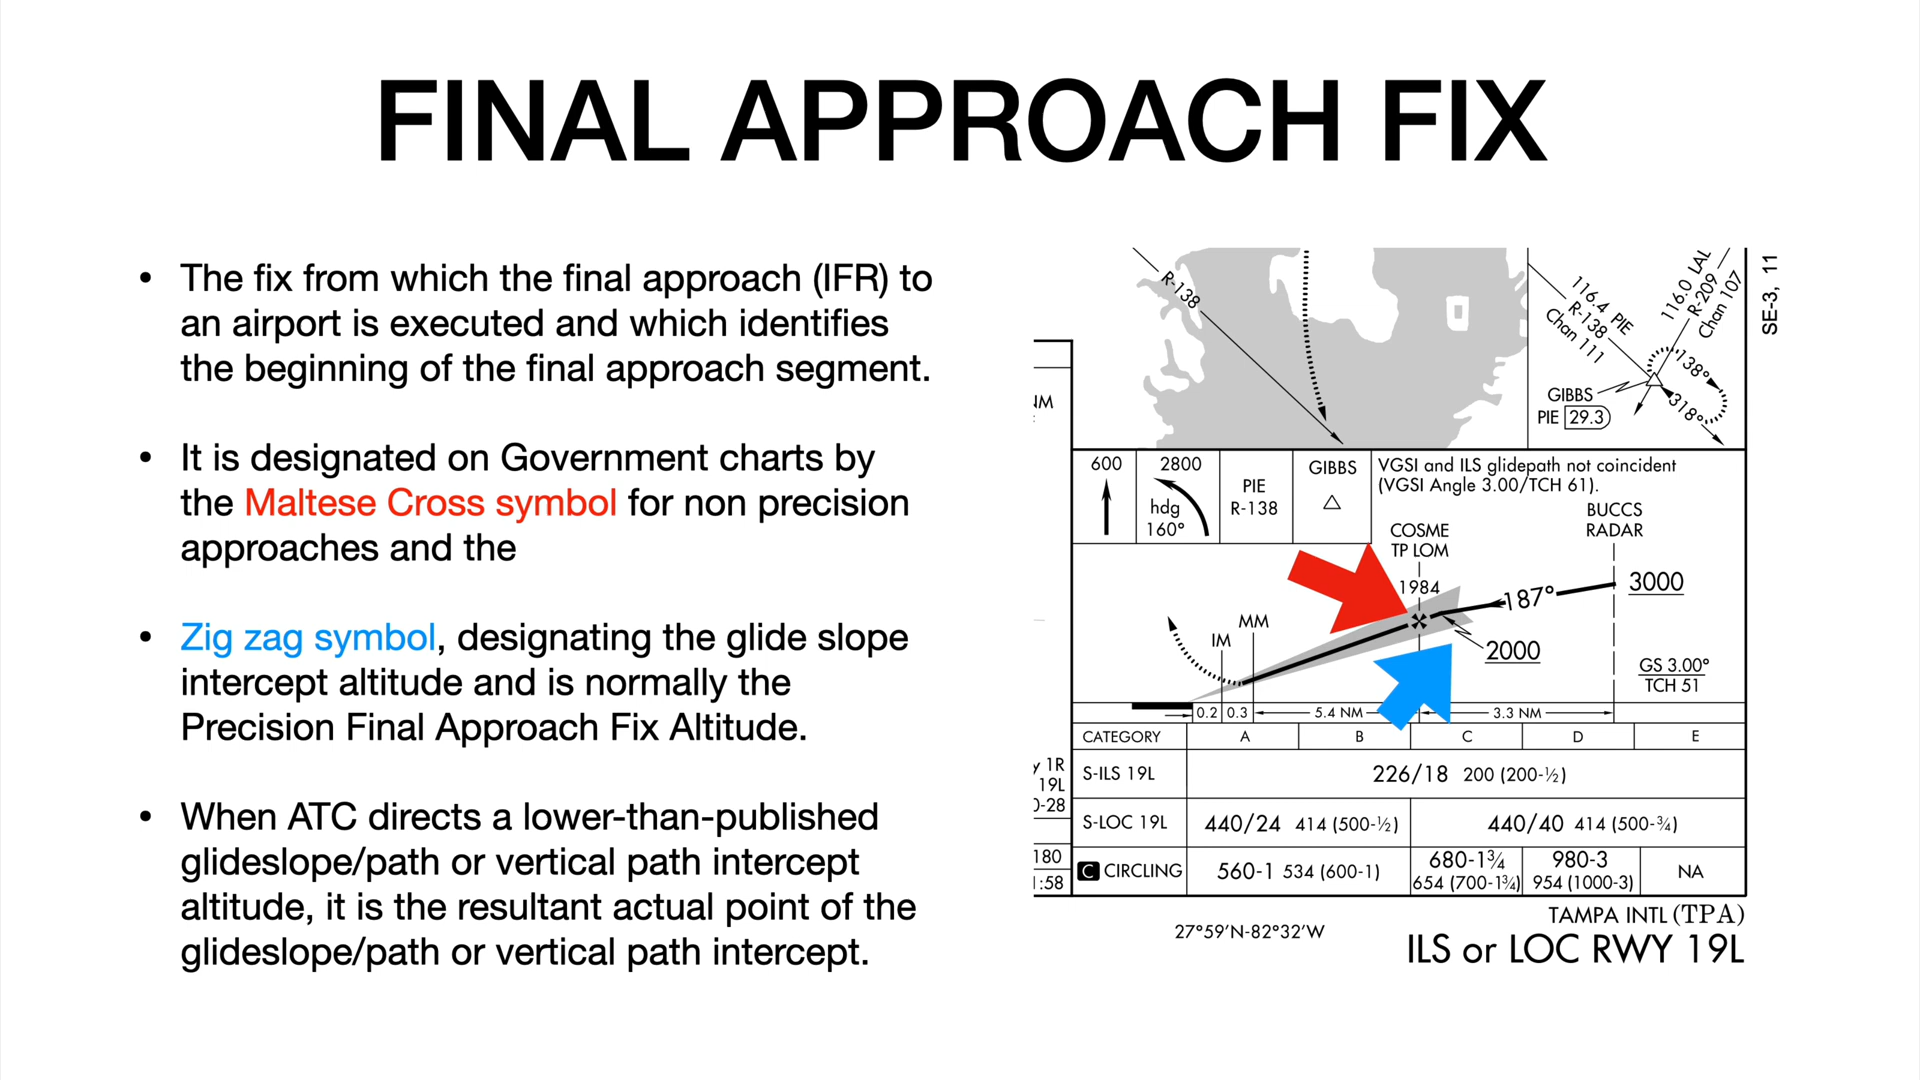 FINAL APPROACH FIX
• The fix from which the final approach (IFR) to
an airport is executed and which identifies
the beginning of the final approach segment.
• It is designated on Government charts by
the Maltese Cross symbol for non precision
approaches and the
• Zig zag symbol, designating the glide slope
intercept altitude and is normally the
Precision Final Approach Fix Altitude.
• When ATC directs a lower-than-published
glideslope/path or vertical path intercept
altitude, it is the resultant actual point of the
glideslope/path or vertical path intercept.
R-138
116.4 PIE
R-138
Chan 111
116.0 LAL
R-209
Chan 107
138°
318°
GIBBS
PIE 29.3
SE-3, 11
NM
600
2800
hdg
160°
PIE
R-138
GIBBS
VGSI and ILS glidepath not coincident
(VGSI Angle 3.00/TCH 61).
BUCCS
RADAR
COSME
TP LOM
1984
187°
3000
MM
IM
2000
GS 3.00°
TCH 51
0.2 0.3 5.4 NM 3.3 NM
CATEGORY A B C D E
y 1R
19L
0-28
180
1:58
S-ILS 19L 226/18 200 (200-½)
S-LOC 19L 440/24 414 (500-½) 440/40 414 (500-¾)
C CIRCLING 560-1 534 (600-1) 680-1¾ 654 (700-1¾) 980-3 954 (1000-3) NA
27°59'N-82°32'W
TAMPA INTL (TPA)
ILS or LOC RWY 19L